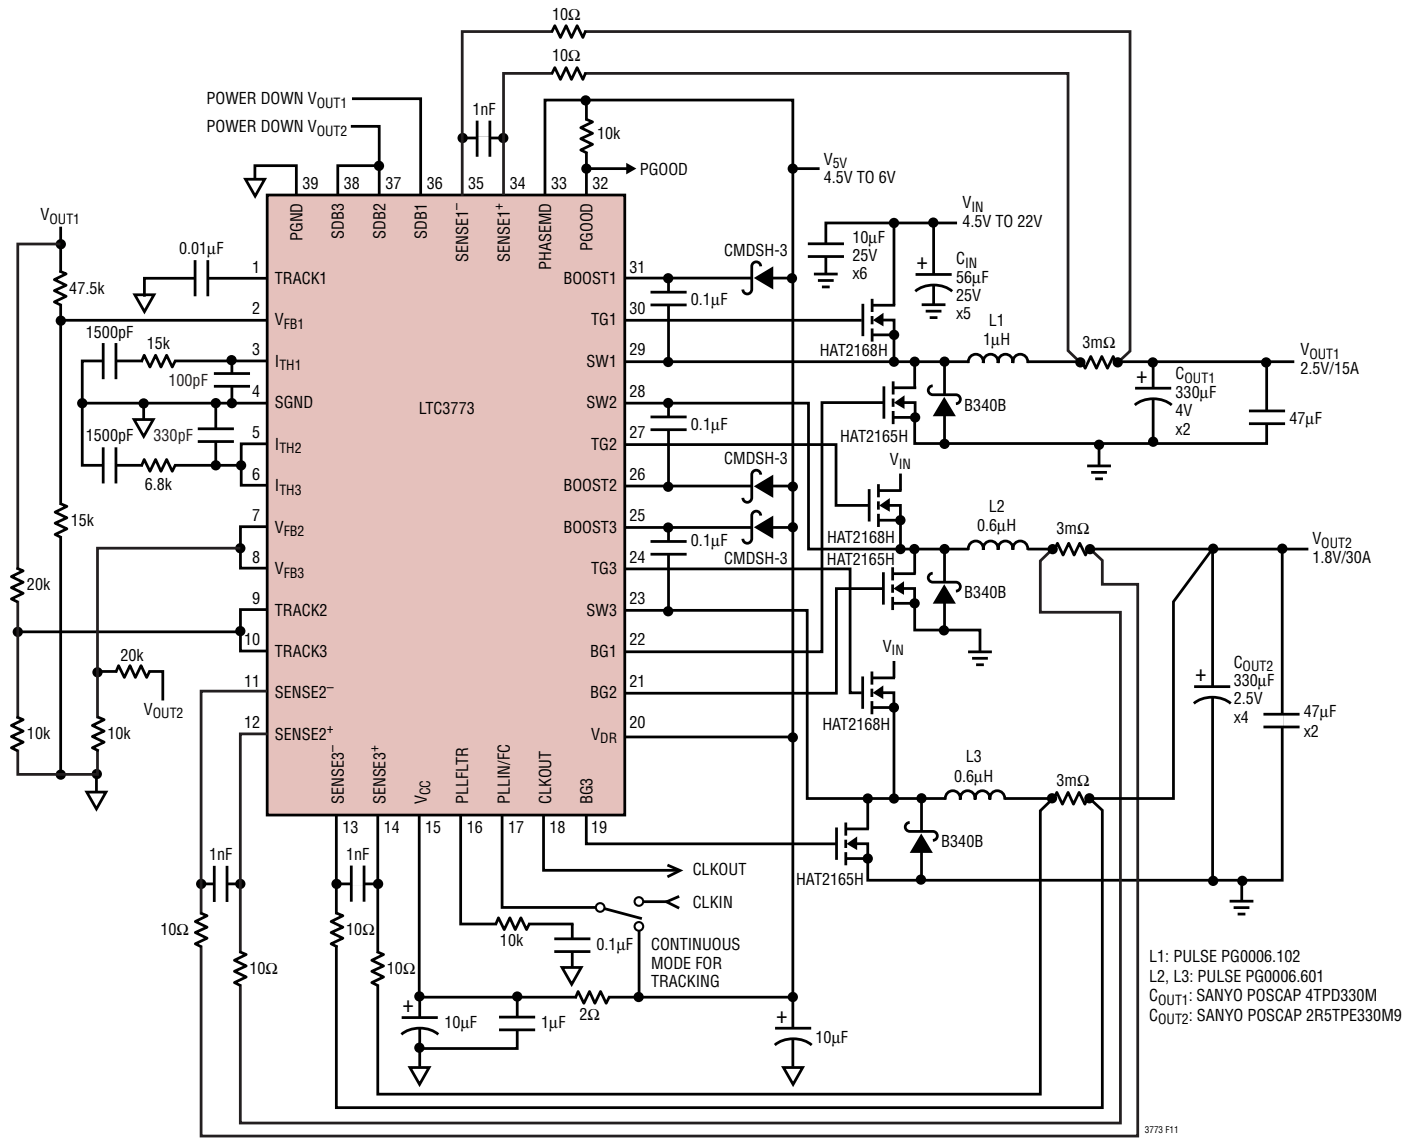 10Ω
10Ω
POWER DOWN VOUT1
POWER DOWN VOUT2
1nF
10k
PGOOD
V5V
4.5V TO 6V
39 38 37 36 35 34 33 32
PGND
SDB3
SDB2
SDB1
SENSE1–
SENSE1+
PHASEMD
PGOOD
VOUT1
0.01µF
1 TRACK1
47.5k
2 VFB1
1500pF
15k
3 ITH1
100pF
4 SGND
1500pF 330pF
5 ITH2
6.8k
6 ITH3
15k
7 VFB2
8 VFB3
20k
9 TRACK2
10 TRACK3
20k
VOUT2
11 SENSE2–
12 SENSE2+
10k
10k
LTC3773
BOOST1 31
TG1 30
SW1 29
SW2 28
TG2 27
BOOST2 26
BOOST3 25
TG3 24
SW3 23
BG1 22
BG2 21
VDR 20
SENSE3–
SENSE3+
VCC
PLLFLTR
PLLIN/FC
CLKOUT
BG3
13 14 15 16 17 18 19
VIN
4.5V TO 22V
10µF
25V
x6
CIN
56µF
25V
x5
CMDSH-3
0.1µF
HAT2168H
L1
1µH
3mΩ
VOUT1
2.5V/15A
COUT1
330µF
4V
x2
47µF
B340B
HAT2165H
0.1µF
CMDSH-3
VIN
HAT2168H
L2
0.6µH
3mΩ
VOUT2
1.8V/30A
0.1µF
CMDSH-3
HAT2165H
B340B
VIN
HAT2168H
COUT2
330µF
2.5V
x4
47µF
x2
L3
0.6µH
3mΩ
B340B
HAT2165H
1nF
1nF
10Ω
10Ω
10Ω
10Ω
CLKOUT
CLKIN
10k
0.1µF
CONTINUOUS
MODE FOR
TRACKING
10µF
1µF
2Ω
10µF
L1: PULSE PG0006.102
L2, L3: PULSE PG0006.601
COUT1: SANYO POSCAP 4TPD330M
COUT2: SANYO POSCAP 2R5TPE330M9
3773 F11